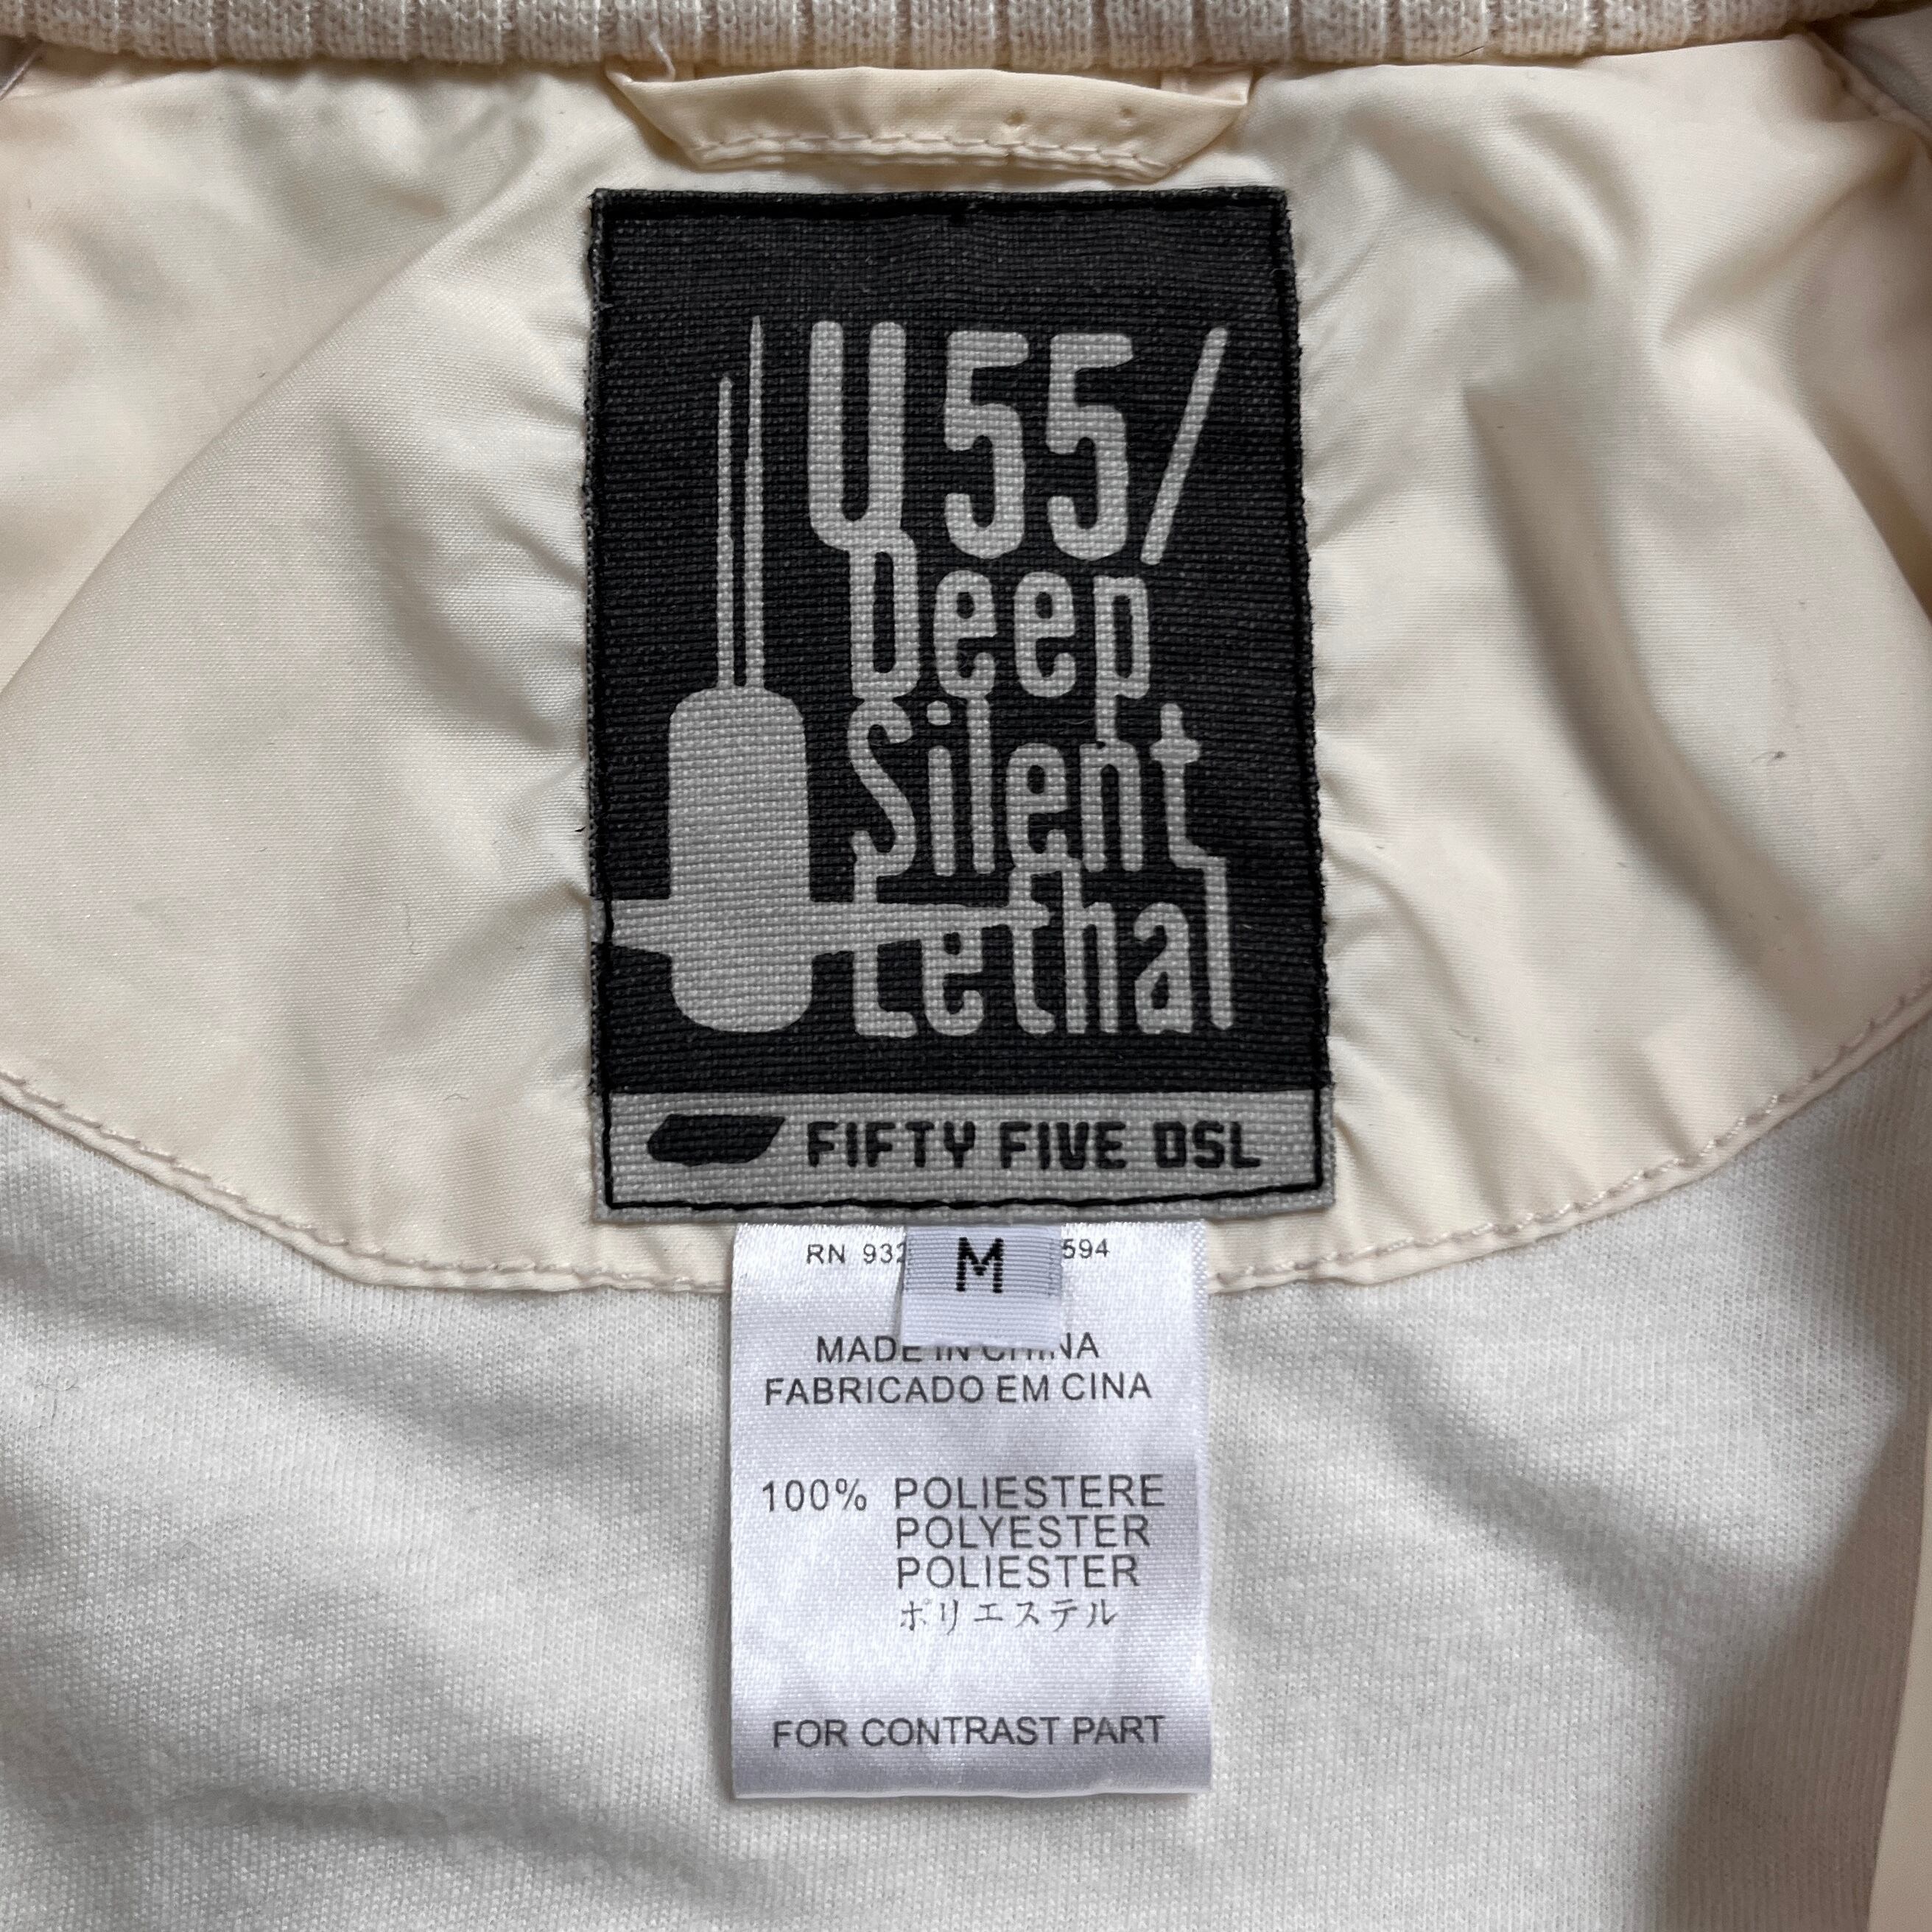 U55/
Deep
Silent
Lethal
FIFTY FIVE DSL
M
RN 594
MADE IN CHINA
FABRICADO EM CINA
100% POLIESTERE
POLYESTER
POLIESTER
ポリエステル
FOR CONTRAST PART